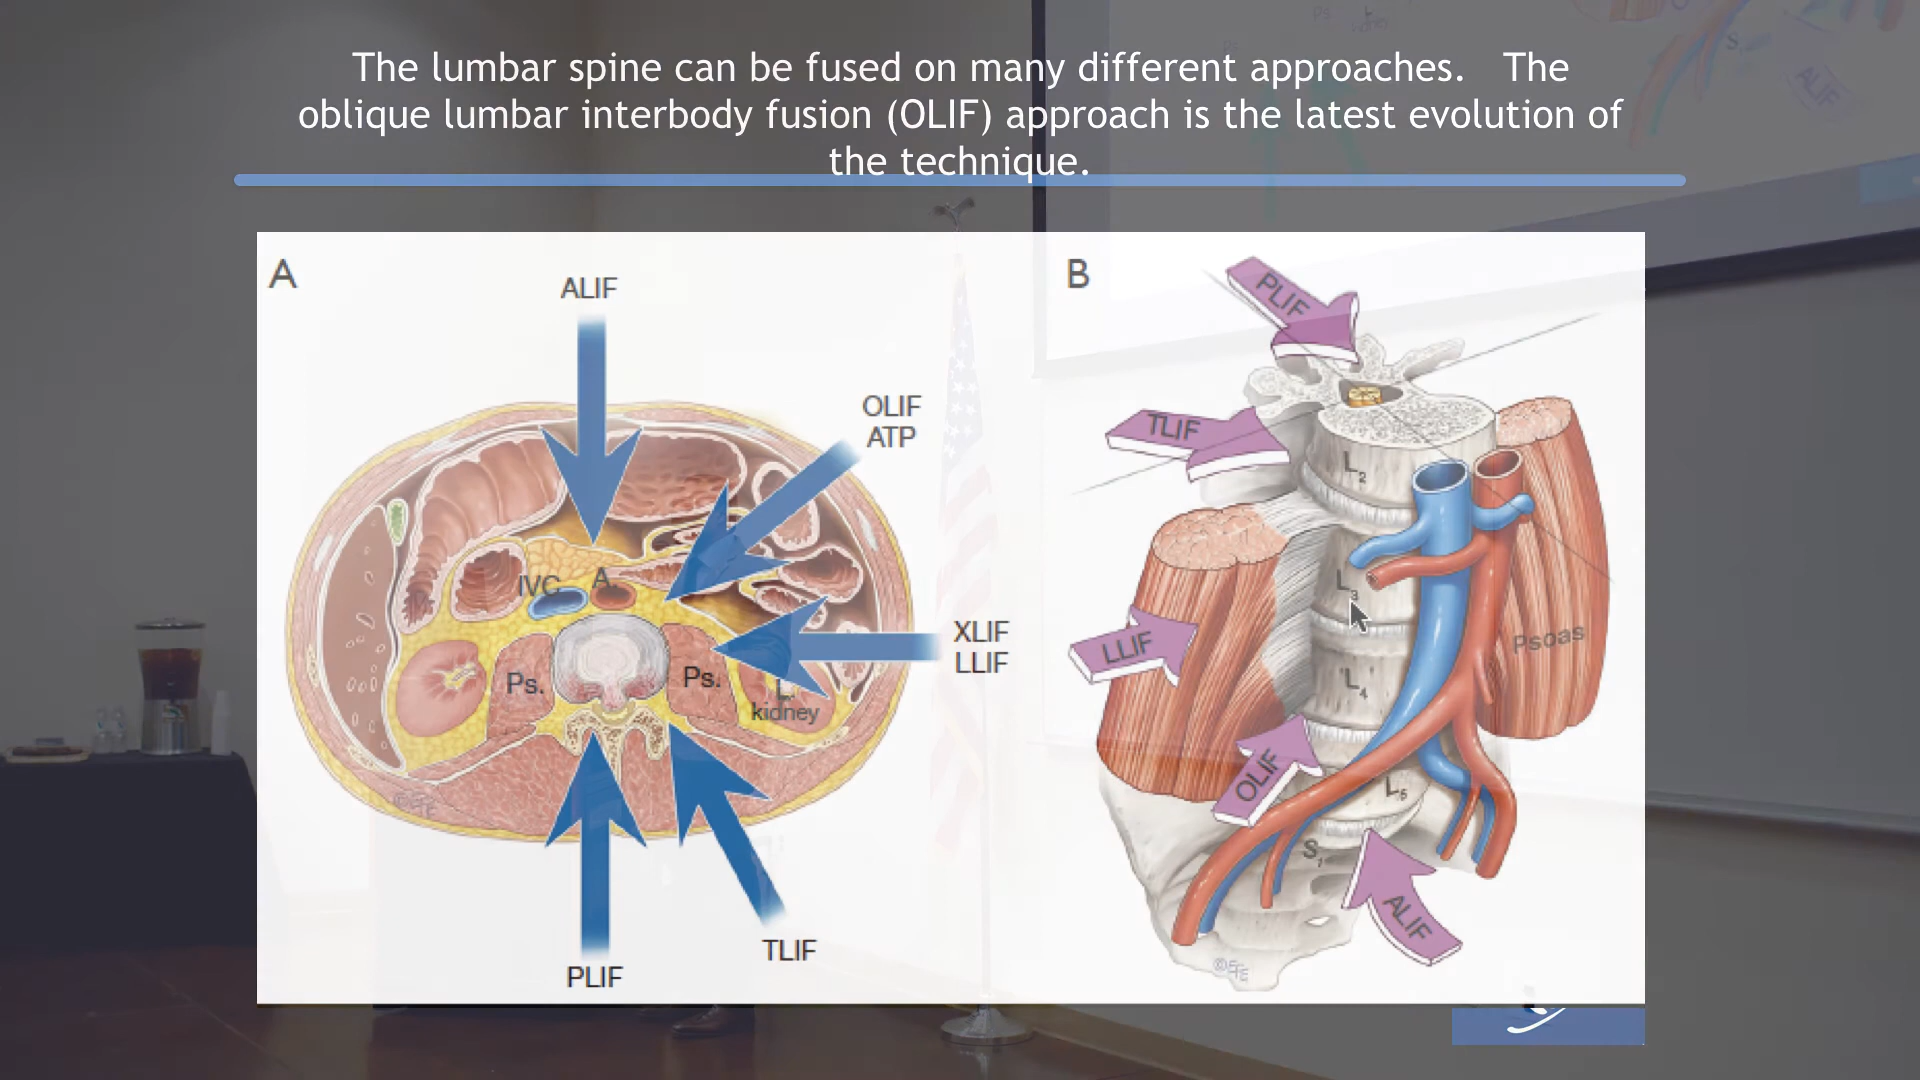 The lumbar spine can be fused on many different approaches. The
oblique lumbar interbody fusion (OLIF) approach is the latest evolution of
the technique.
A
ALIF
OLIF
ATP
IVC
A.
XLIF
LLIF
Ps.
Ps.
L.
kidney
TLIF
PLIF
B
PLIF
TLIF
L2
L3
LLIF
Psoas
L4
OLIF
L5
S1
ALIF